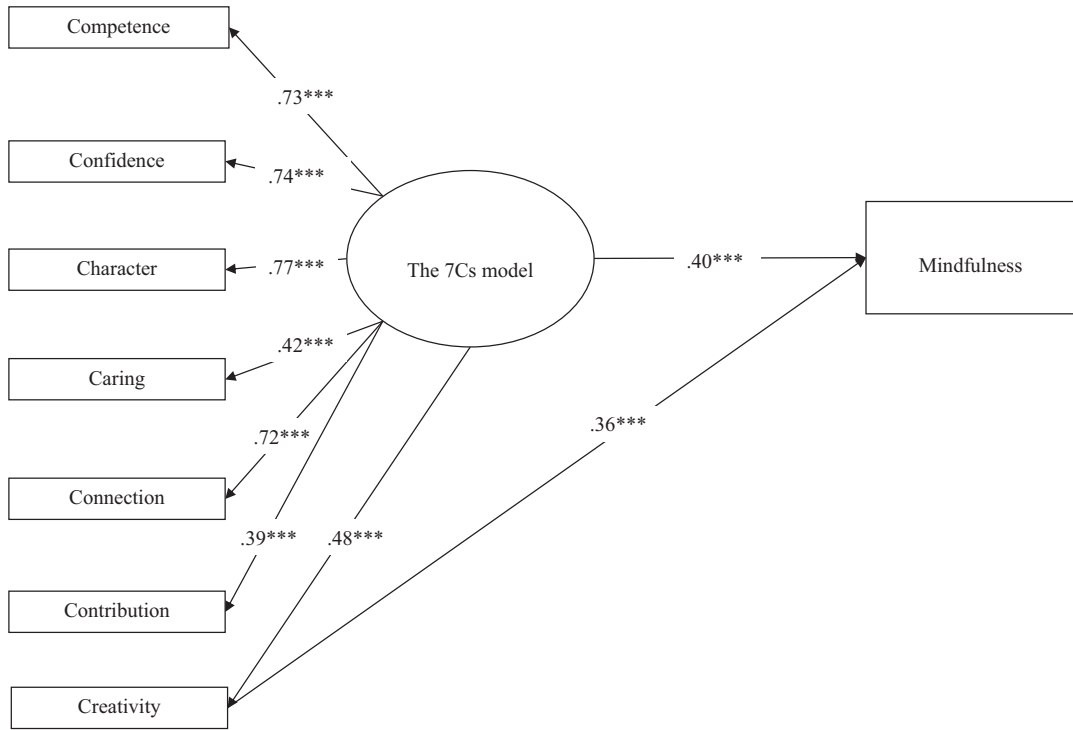 Competence
.73***
Confidence
.74***
Character
.77***
The 7Cs model
.40***
Mindfulness
Caring
.42***
.36***
Connection
.72***
Contribution
.39***
.48***
Creativity